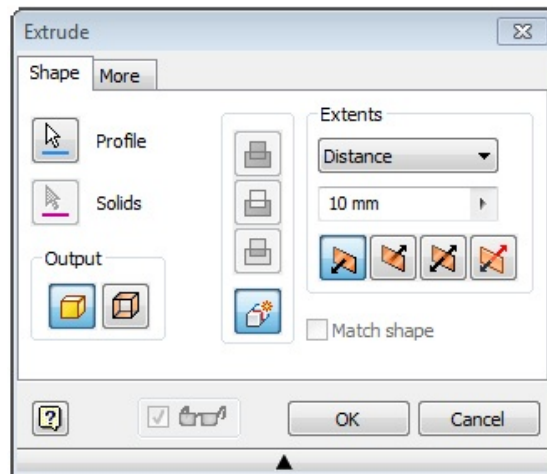 Extrude
Shape
More
Profile
Solids
Output
Extents
Distance
10 mm
Match shape
OK
Cancel